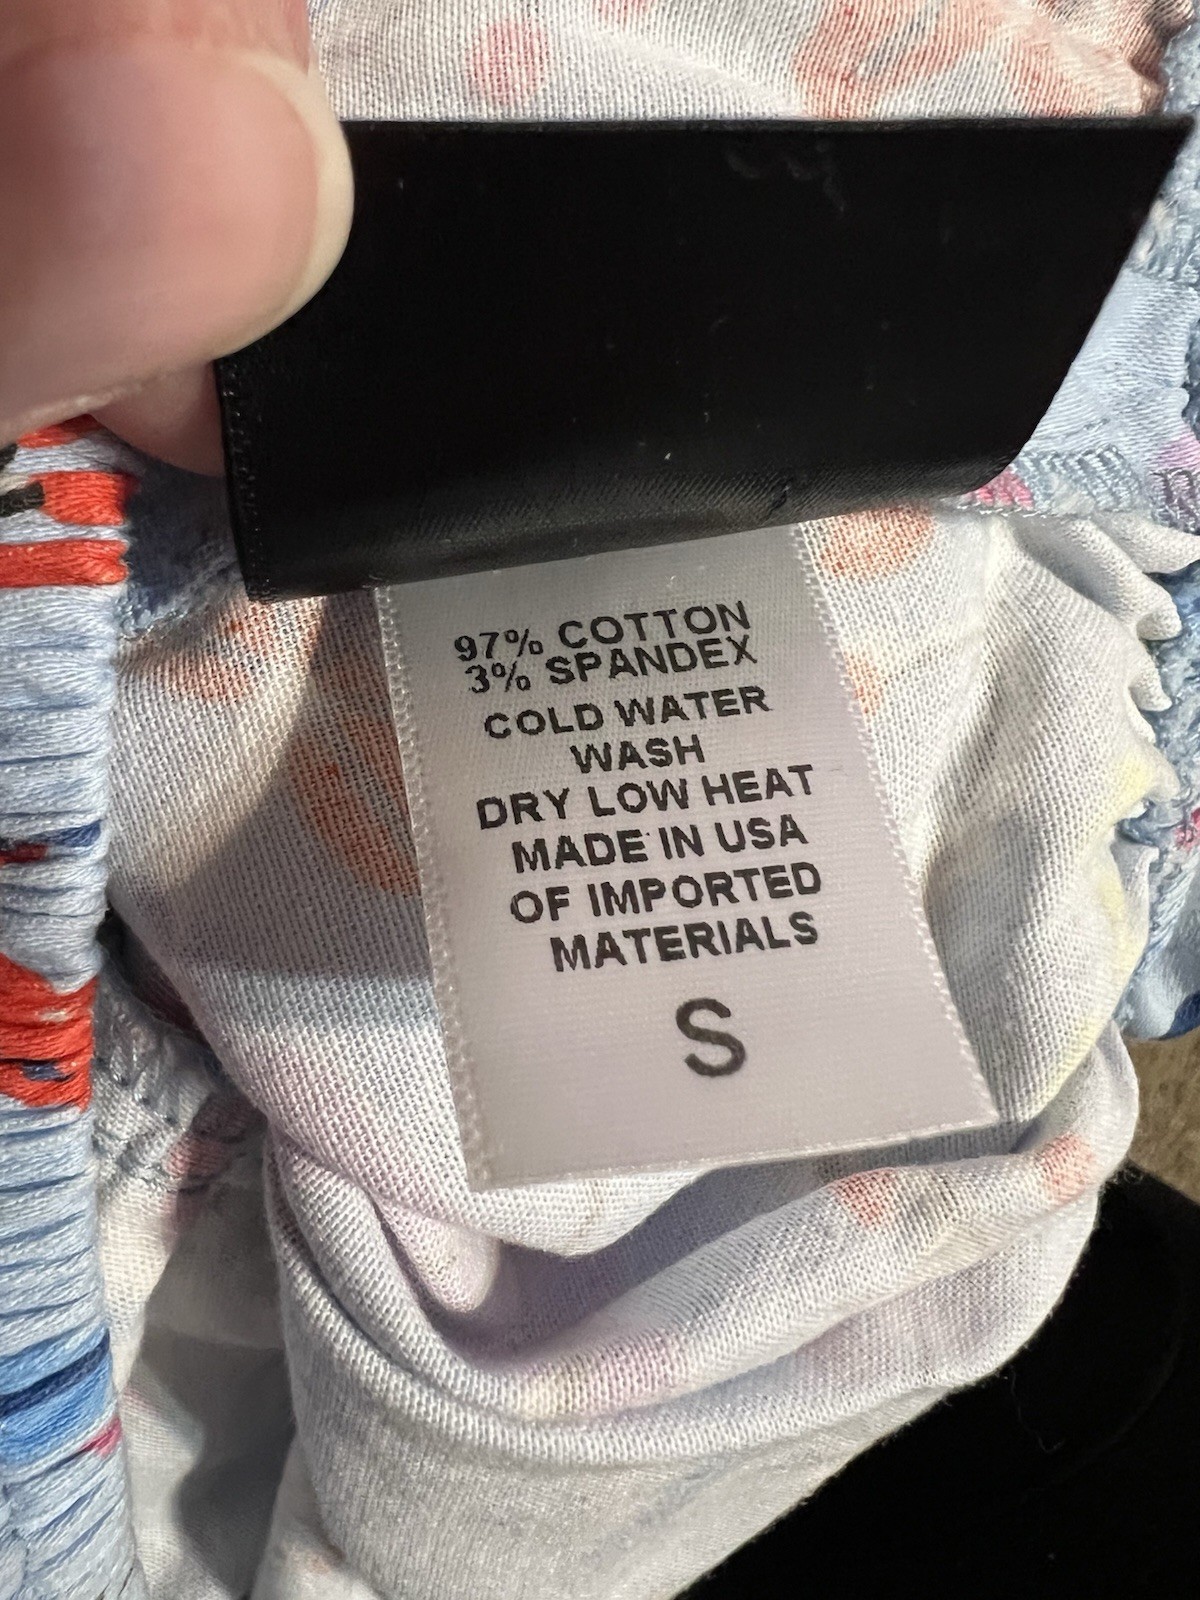 97% COTTON
3% SPANDEX
COLD WATER
WASH
DRY LOW HEAT
MADE IN USA
OF IMPORTED
MATERIALS
S